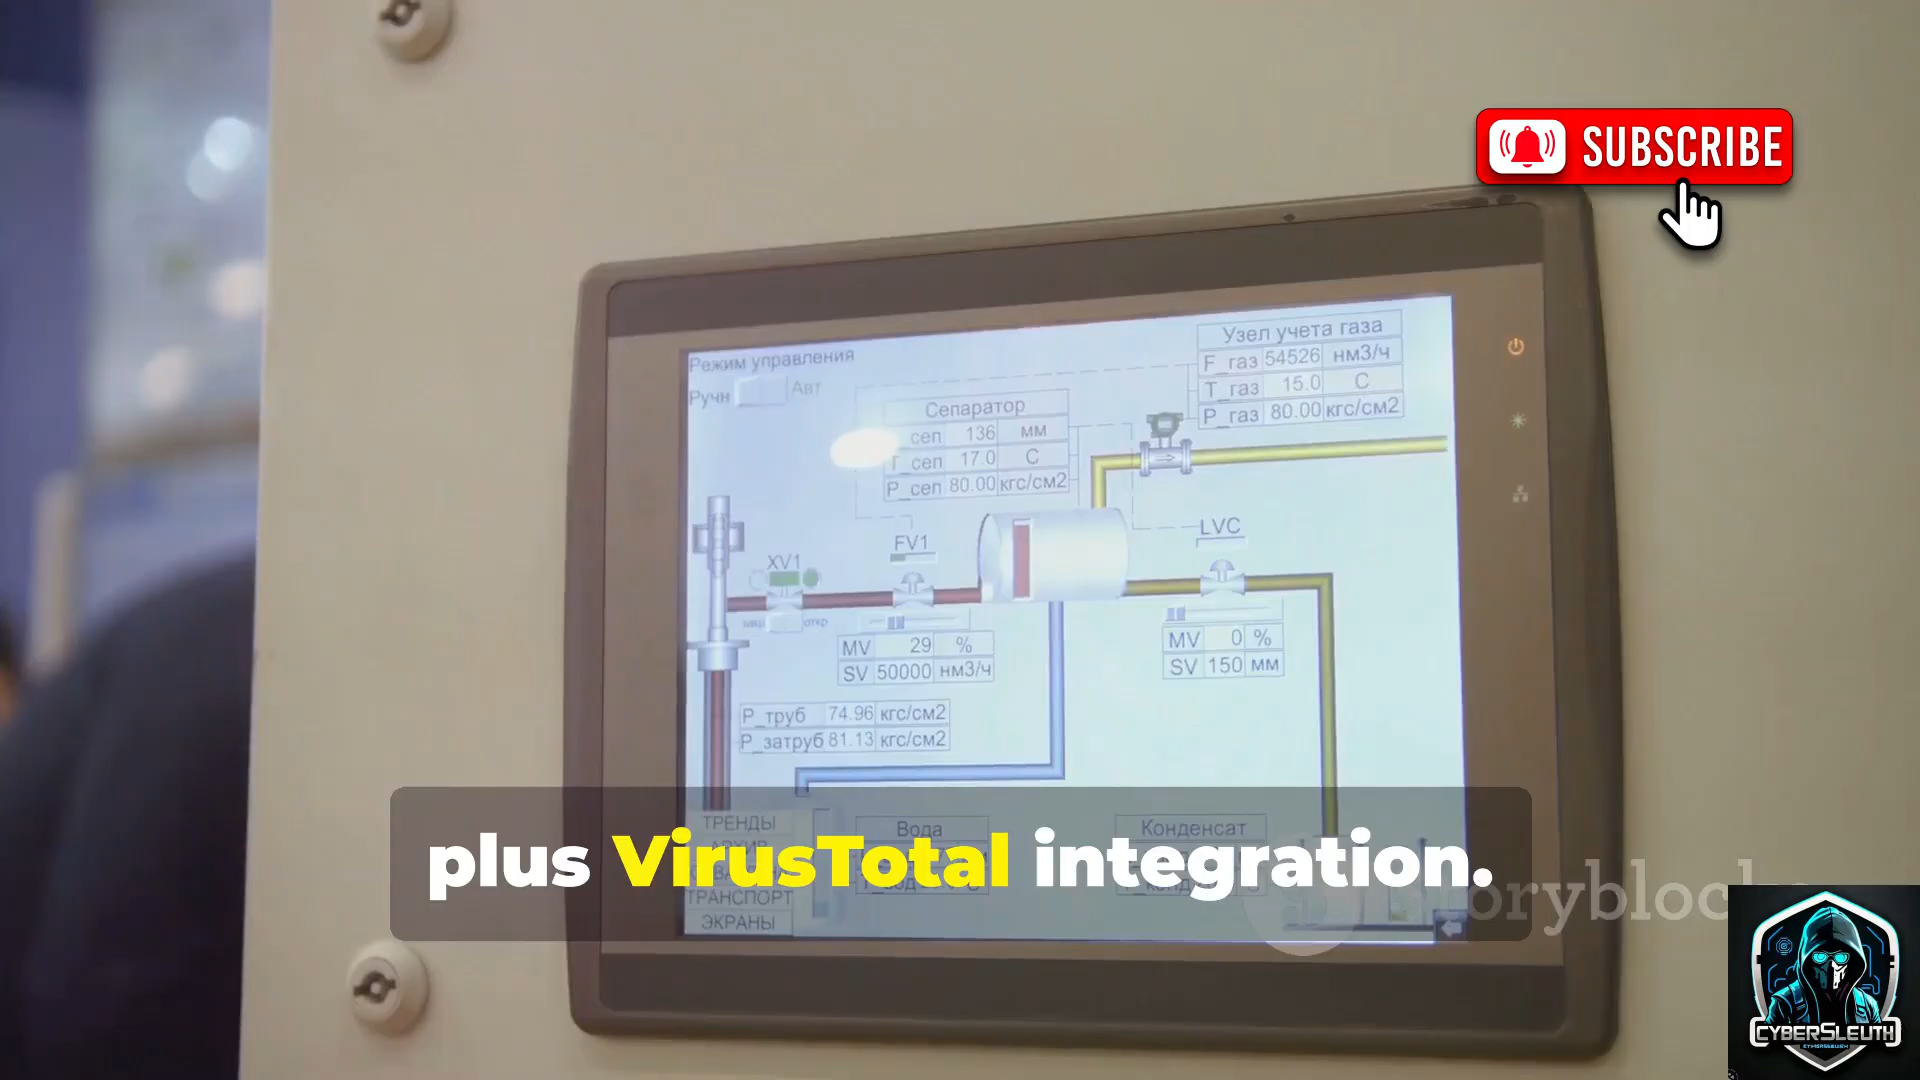 SUBSCRIBE
Режим управления
Ручн Авт
Узел учета газа
F_газ 54526 нм3/ч
T_газ 15.0 С
P_газ 80.00 кгс/см2
Сепаратор
сеп 136 мм
T_сеп 17.0 С
P_сеп 80.00 кгс/см2
XV1
FV1
LVC
откр
MV 29 %
SV 50000 нм3/ч
MV 0 %
SV 150 мм
P_труб 74.96 кгс/см2
P_затруб 81.13 кгс/см2
ТРЕНДЫ
Вода
Конденсат
plus VirusTotal integration.
ТРАНСПОРТ
ЭКРАНЫ
CYBERSLEUTH